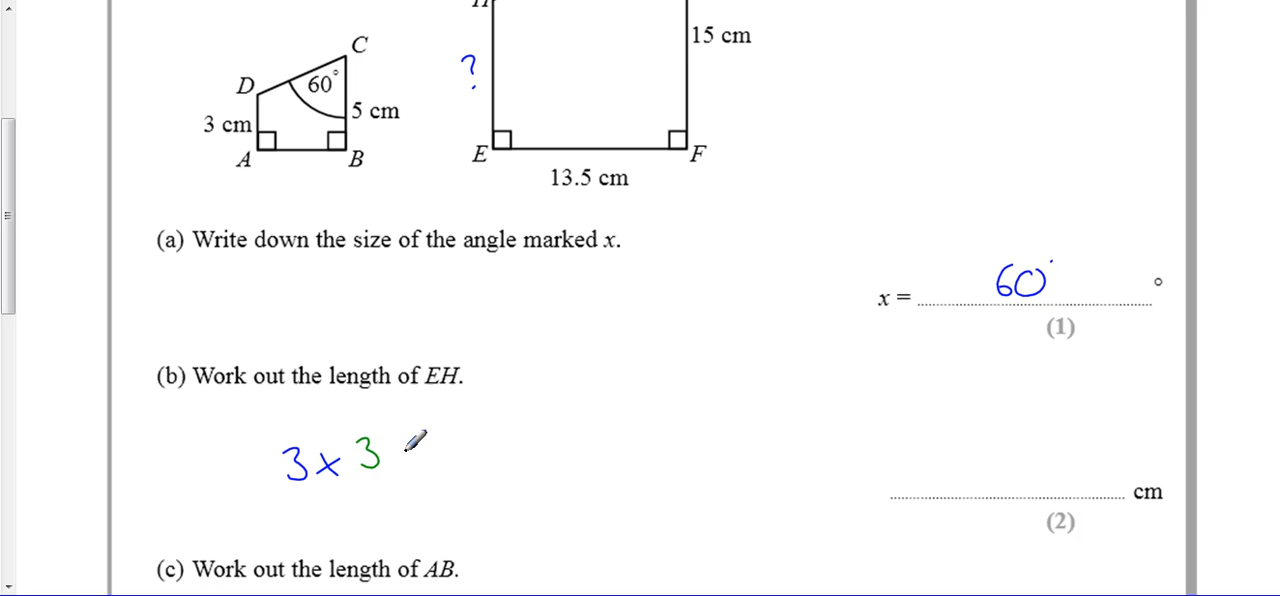 H
15 cm
C
D
60°
?
5 cm
3 cm
A
B
E
F
13.5 cm
(a) Write down the size of the angle marked x.
60
x = ........ °
(1)
(b) Work out the length of EH.
3 x 3
........ cm
(2)
(c) Work out the length of AB.